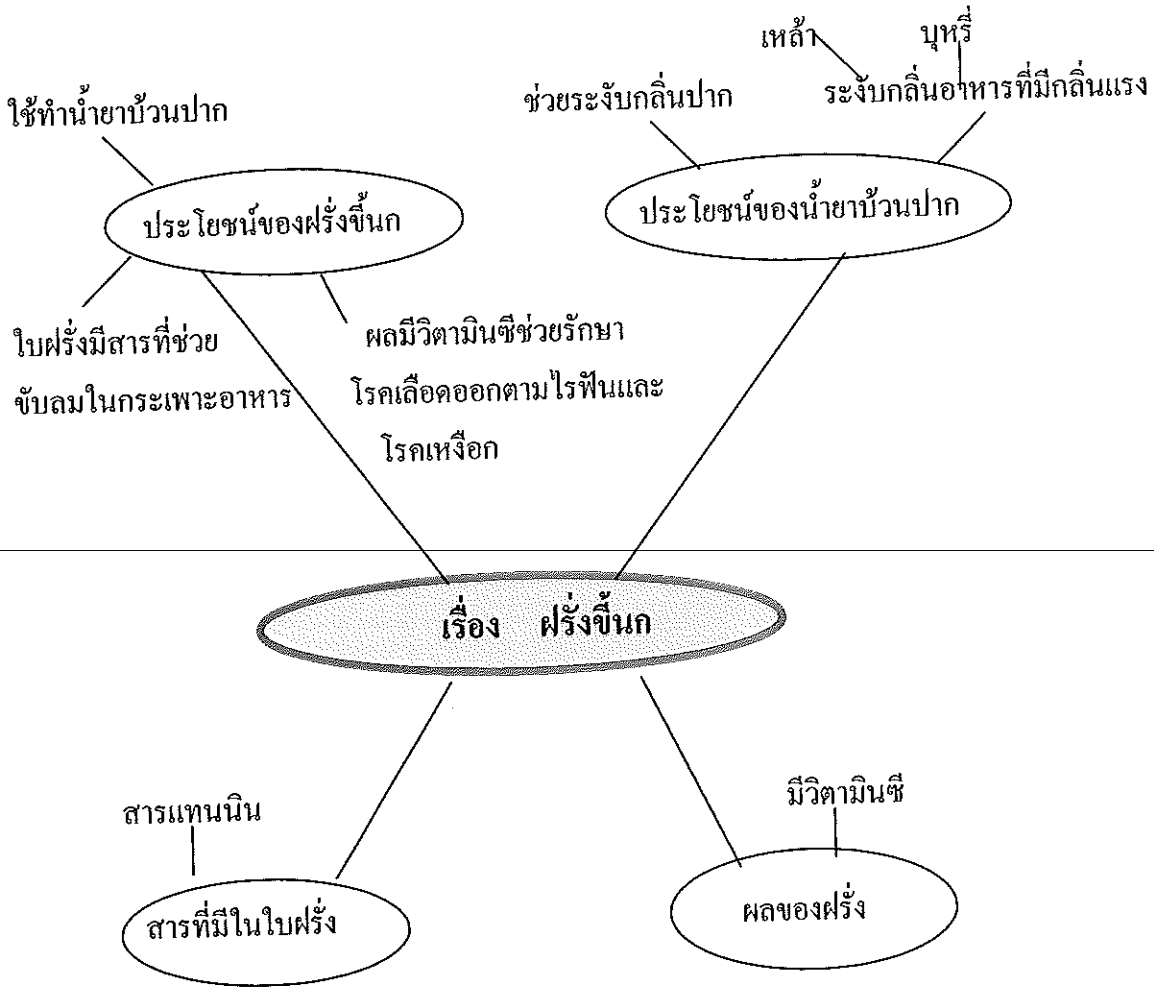 เหล้า
บุหรี่
ใช้ทำน้ำยาบ้วนปาก
ช่วยระงับกลิ่นปาก
ระงับกลิ่นอาหารที่มีกลิ่นแรง
ประโยชน์ของฝรั่งขี้นก
ประโยชน์ของน้ำยาบ้วนปาก
ใบฝรั่งมีสารที่ช่วย
ขับลมในกระเพาะอาหาร
ผลมีวิตามินซีช่วยรักษา
โรคเลือดออกตามไรฟันและ
โรคเหงือก
เรื่อง ฝรั่งขี้นก
สารแทนนิน
มีวิตามินซี
สารที่มีในใบฝรั่ง
ผลของฝรั่ง